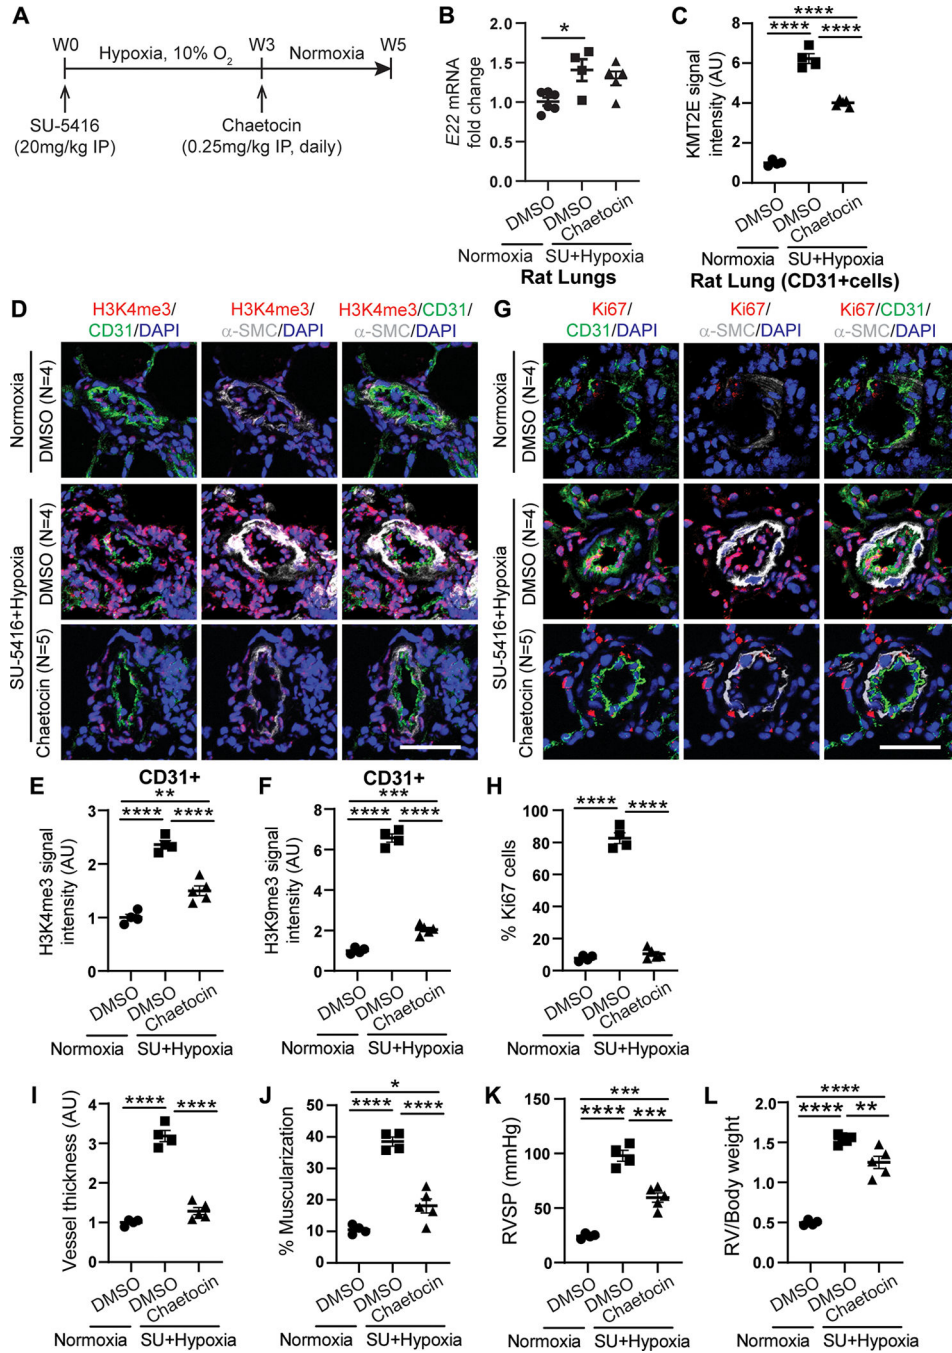 A
W0
Hypoxia, 10% O2
W3
Normoxia
W5
SU-5416
(20mg/kg IP)
Chaetocin
(0.25mg/kg IP, daily)
B
E22 mRNA
fold change
2.0
1.5
1.0
0.5
0.0
*
DMSO
DMSO
Chaetocin
Normoxia
SU+Hypoxia
Rat Lungs
C
KMT2E signal
intensity (AU)
8
6
4
2
0
****
****
****
DMSO
DMSO
Chaetocin
Normoxia
SU+Hypoxia
Rat Lung (CD31+cells)
D
H3K4me3/
CD31/DAPI
H3K4me3/
α-SMC/DAPI
H3K4me3/CD31/
α-SMC/DAPI
Normoxia
DMSO (N=4)
SU-5416+Hypoxia
DMSO (N=4)
Chaetocin (N=5)
G
Ki67/
CD31/DAPI
Ki67/
α-SMC/DAPI
Ki67/CD31/
α-SMC/DAPI
Normoxia
DMSO (N=4)
SU-5416+Hypoxia
DMSO (N=4)
Chaetocin (N=5)
E
CD31+
H3K4me3 signal
intensity (AU)
3
2
1
0
**
****
****
DMSO
DMSO
Chaetocin
Normoxia
SU+Hypoxia
F
CD31+
H3K9me3 signal
intensity (AU)
8
6
4
2
0
***
****
****
DMSO
DMSO
Chaetocin
Normoxia
SU+Hypoxia
H
% Ki67 cells
100
80
60
40
20
0
****
****
DMSO
DMSO
Chaetocin
Normoxia
SU+Hypoxia
I
Vessel thickness (AU)
4
3
2
1
0
****
****
DMSO
DMSO
Chaetocin
Normoxia
SU+Hypoxia
J
% Muscularization
50
40
30
20
10
0
*
****
****
DMSO
DMSO
Chaetocin
Normoxia
SU+Hypoxia
K
RVSP (mmHg)
150
100
50
0
***
****
***
DMSO
DMSO
Chaetocin
Normoxia
SU+Hypoxia
L
RV/Body weight
2.0
1.5
1.0
0.5
0.0
****
****
**
DMSO
DMSO
Chaetocin
Normoxia
SU+Hypoxia